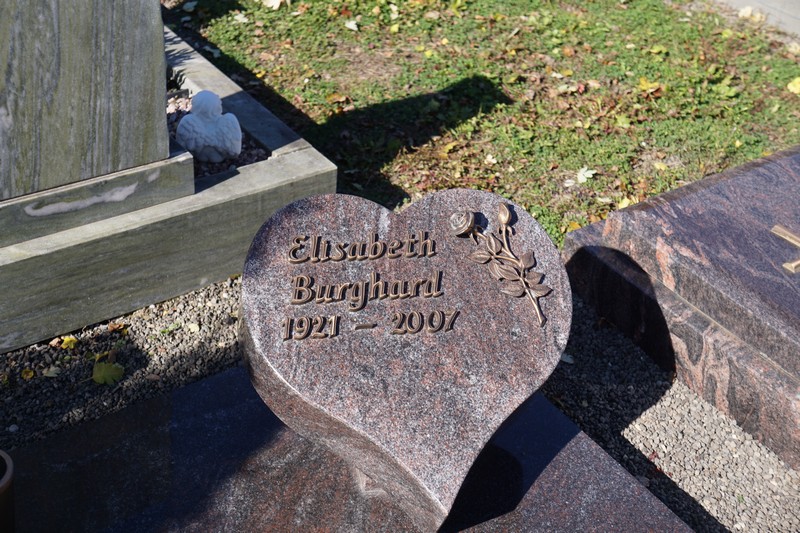 Elisabeth
Burghard
1921 – 2007